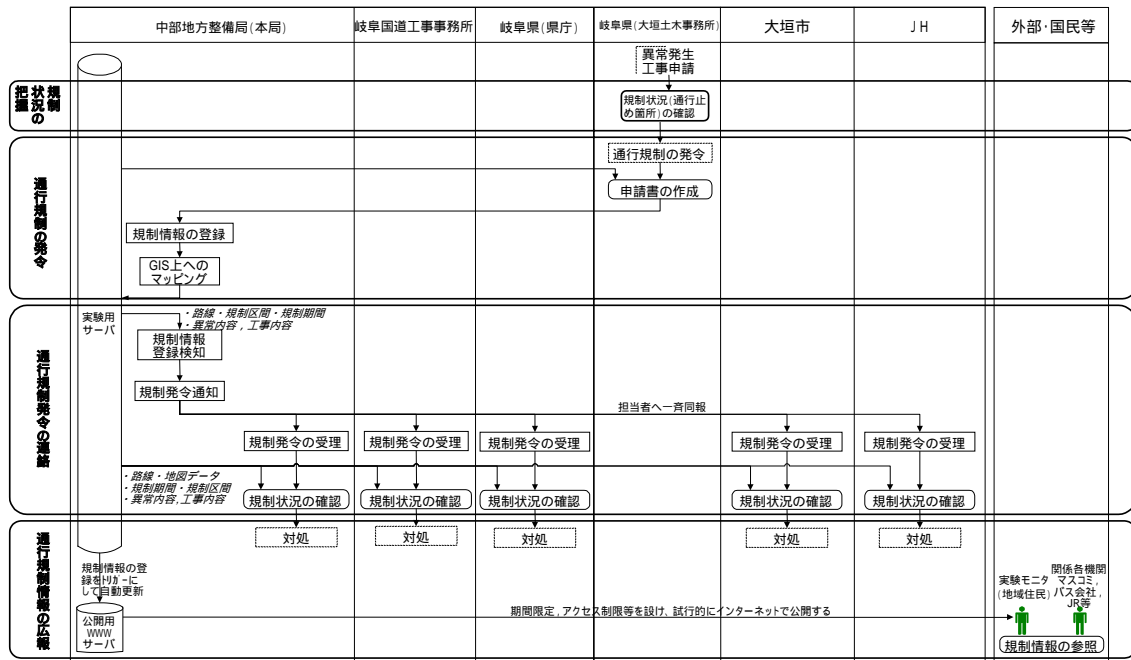 中部地方整備局(本局)
岐阜国道工事事務所
岐阜県(県庁)
岐阜県(大垣土木事務所)
大垣市
JH
外部・国民等
異常発生
工事申請
規制
状況の
把握
規制状況(通行止
め箇所)の確認
通行規制の発令
通行規制の発令
申請書の作成
規制情報の登録
GIS上への
マッピング
通行規制発令の連絡
実験用
サーバ
・路線・規制区間・規制期間
・異常内容,工事内容
規制情報
登録検知
規制発令通知
担当者へ一斉同報
規制発令の受理
規制発令の受理
規制発令の受理
規制発令の受理
規制発令の受理
・路線・地図データ
・規制期間・規制区間
・異常内容,工事内容
規制状況の確認
規制状況の確認
規制状況の確認
規制状況の確認
規制状況の確認
通行規制情報の広報
対処
対処
対処
対処
対処
規制情報の登
録をトリガーに
して自動更新
公開用
WWW
サーバ
期間限定,アクセス制限等を設け、試行的にインターネットで公開する
実験モニタ
(地域住民)
関係各機関
マスコミ,
バス会社,
JR等
規制情報の参照